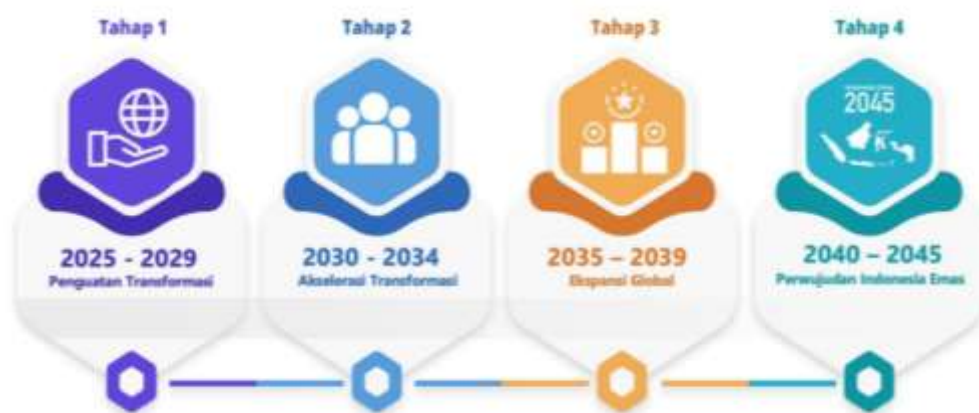 Tahap 1
2025 - 2029
Penguatan Transformasi
Tahap 2
2030 - 2034
Akselerasi Transformasi
Tahap 3
2035 – 2039
Ekspansi Global
Tahap 4
2045
2040 – 2045
Perwujudan Indonesia Emas